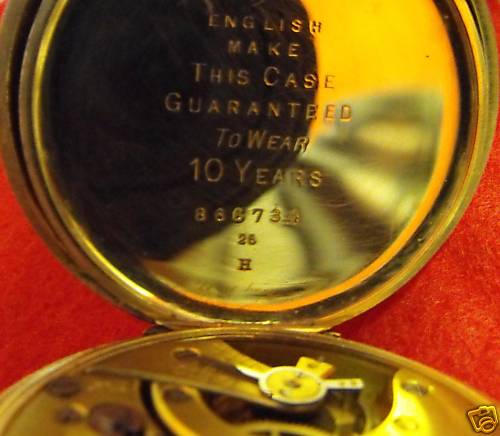 ENGLISH
MAKE
THIS CASE
GUARANTEED
TO WEAR
10 YEARS
26
H